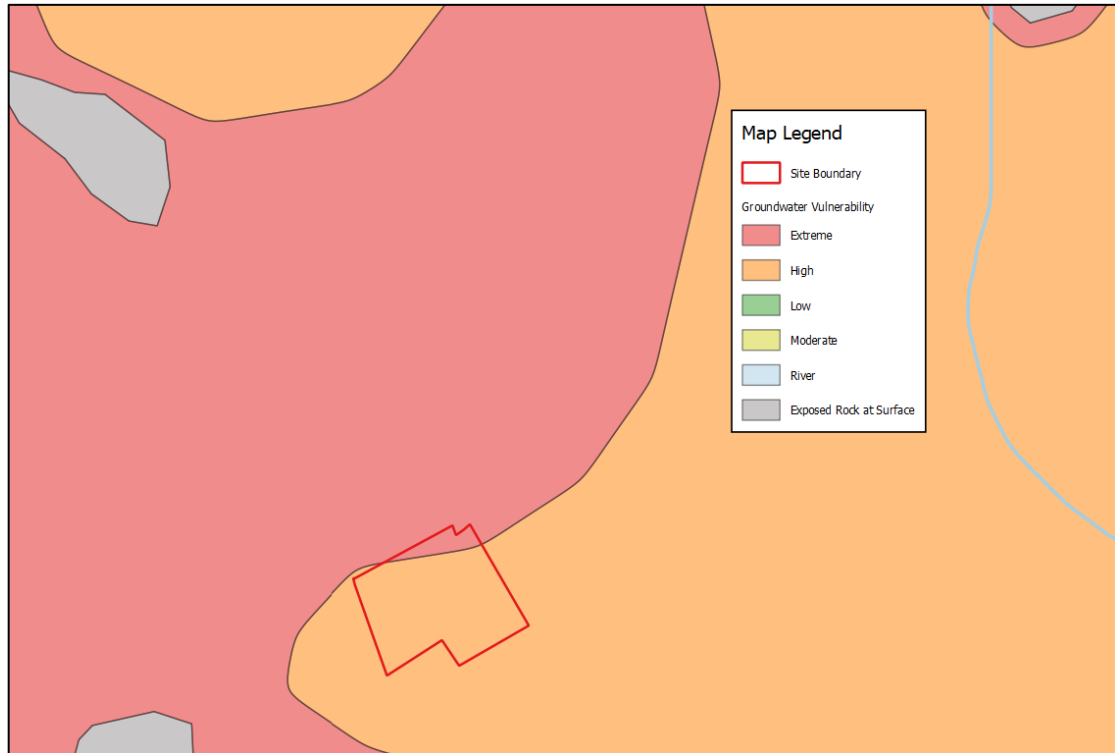 Map Legend
Site Boundary
Groundwater Vulnerability
Extreme
High
Low
Moderate
River
Exposed Rock at Surface